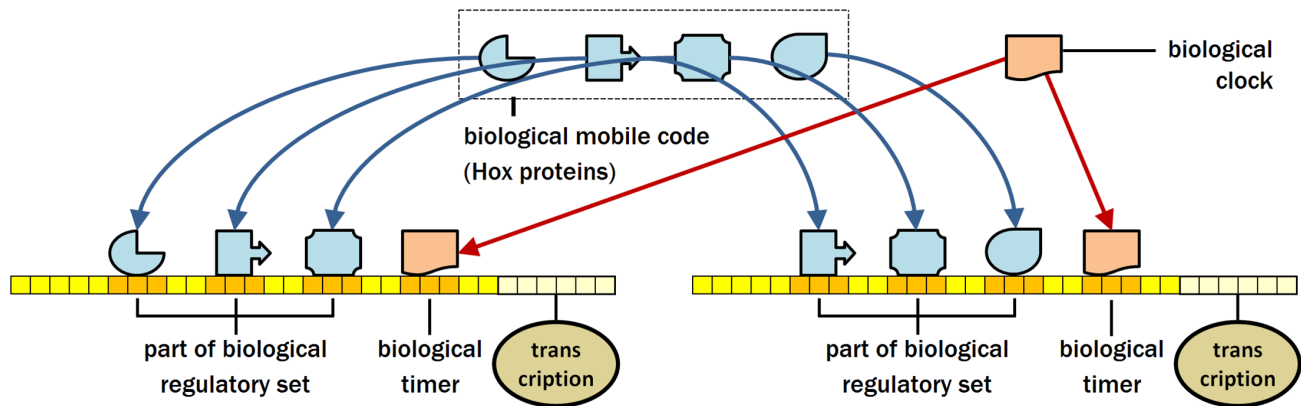 biological
clock
biological mobile code
(Hox proteins)
part of biological
regulatory set
biological
timer
trans
cription
part of biological
regulatory set
biological
timer
trans
cription